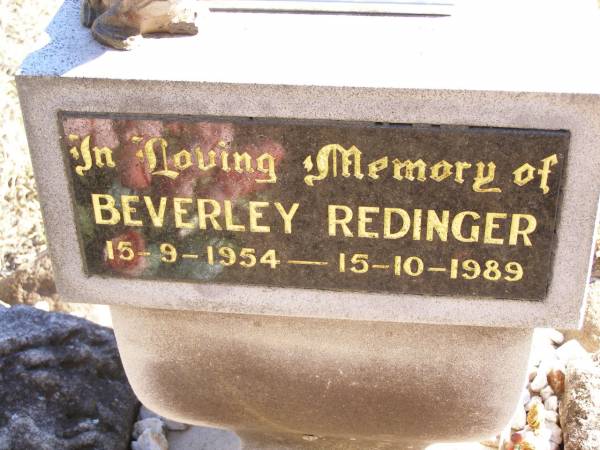 In Loving Memory of
BEVERLEY REDINGER
15-9-1954 — 15-10-1989